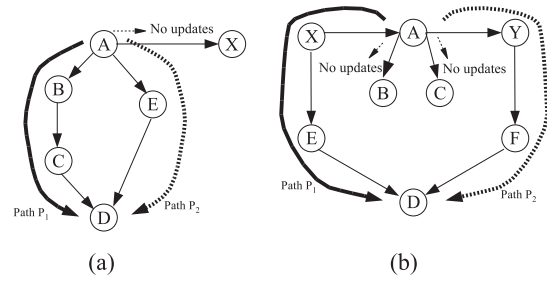 No updates
A
X
B
E
C
D
Path P1
Path P2
(a)
X
A
Y
No updates
No updates
B
C
E
F
D
Path P1
Path P2
(b)